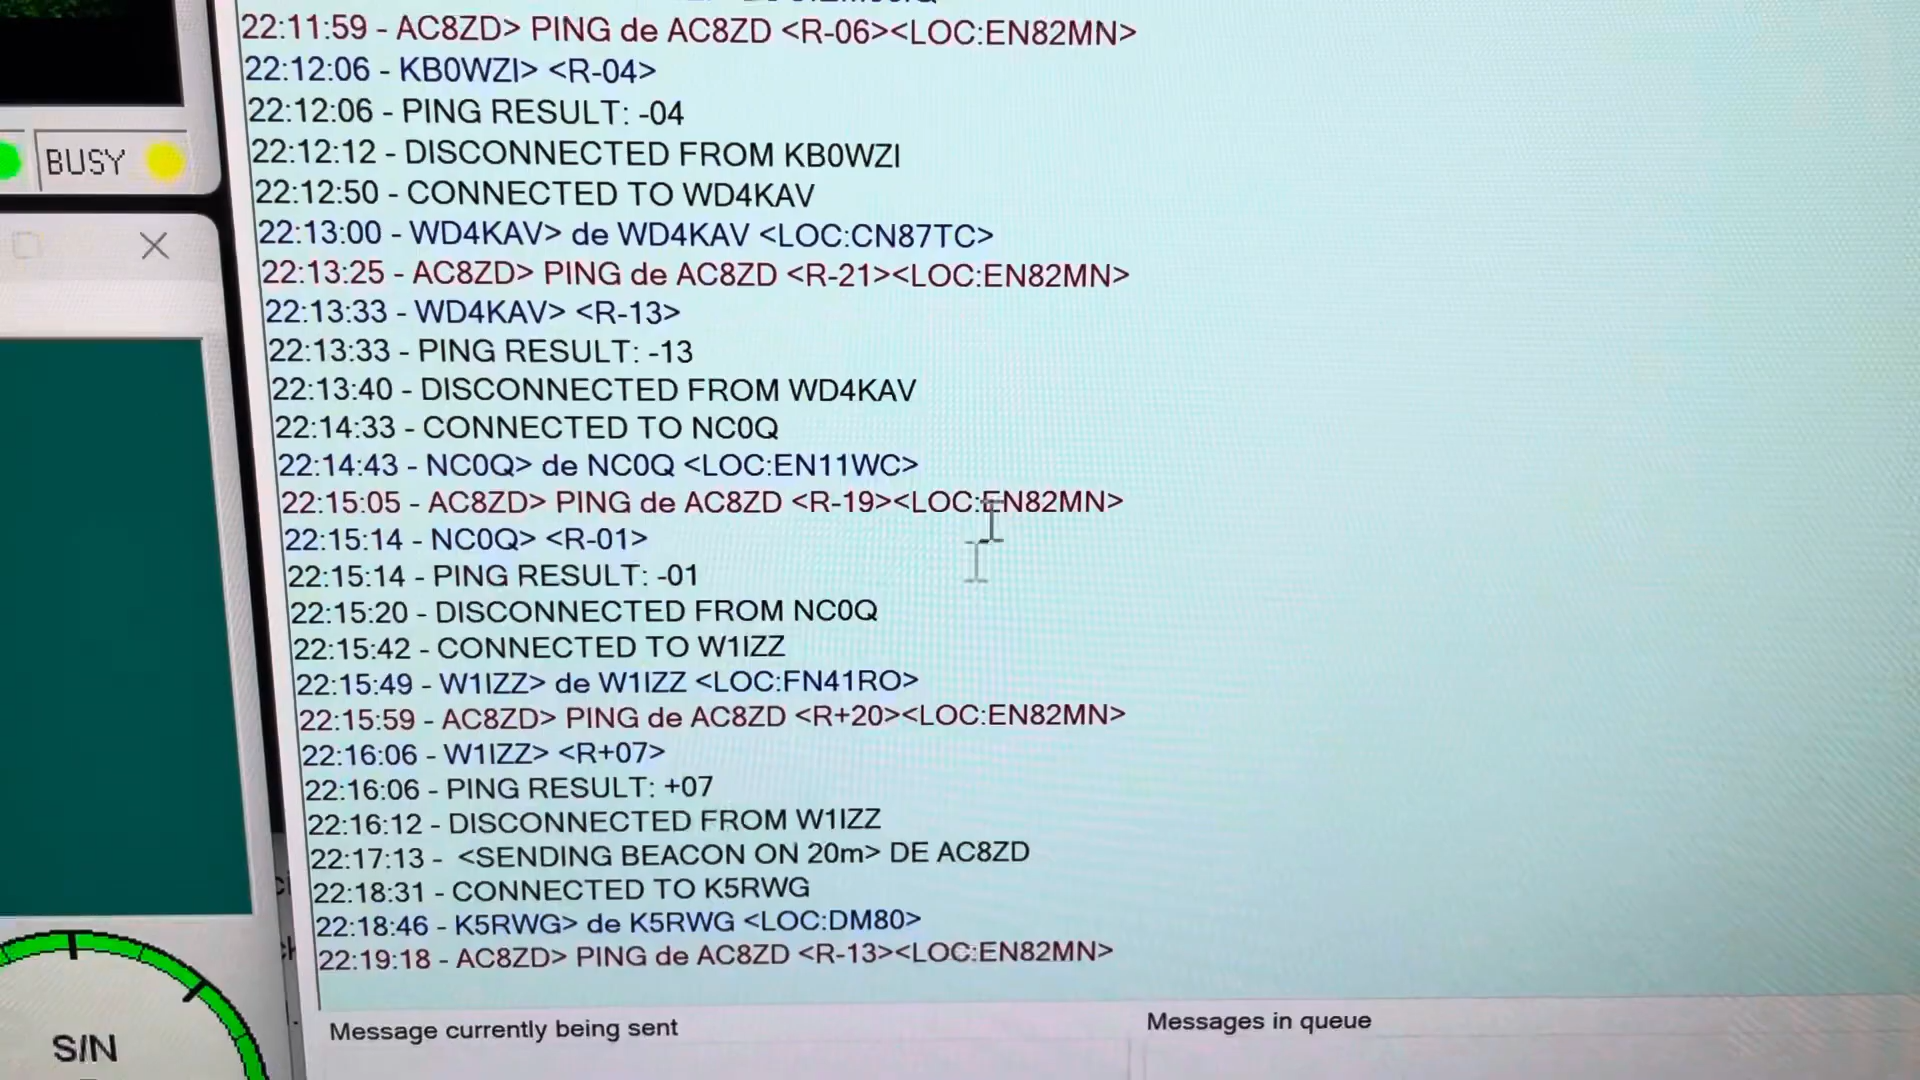 22:11:59 - AC8ZD> PING de AC8ZD <R-06><LOC:EN82MN>
22:12:06 - KB0WZI> <R-04>
22:12:06 - PING RESULT: -04
22:12:12 - DISCONNECTED FROM KB0WZI
22:12:50 - CONNECTED TO WD4KAV
22:13:00 - WD4KAV> de WD4KAV <LOC:CN87TC>
22:13:25 - AC8ZD> PING de AC8ZD <R-21><LOC:EN82MN>
22:13:33 - WD4KAV> <R-13>
22:13:33 - PING RESULT: -13
22:13:40 - DISCONNECTED FROM WD4KAV
22:14:33 - CONNECTED TO NC0Q
22:14:43 - NC0Q> de NC0Q <LOC:EN11WC>
22:15:05 - AC8ZD> PING de AC8ZD <R-19><LOC:EN82MN>
22:15:14 - NC0Q> <R-01>
22:15:14 - PING RESULT: -01
22:15:20 - DISCONNECTED FROM NC0Q
22:15:42 - CONNECTED TO W1IZZ
22:15:49 - W1IZZ> de W1IZZ <LOC:FN41RO>
22:15:59 - AC8ZD> PING de AC8ZD <R+20><LOC:EN82MN>
22:16:06 - W1IZZ> <R+07>
22:16:06 - PING RESULT: +07
22:16:12 - DISCONNECTED FROM W1IZZ
22:17:13 -  <SENDING BEACON ON 20m> DE AC8ZD
22:18:31 - CONNECTED TO K5RWG
22:18:46 - K5RWG> de K5RWG <LOC:DM80>
22:19:18 - AC8ZD> PING de AC8ZD <R-13><LOC:EN82MN>
Message currently being sent
Messages in queue
BUSY
S/N